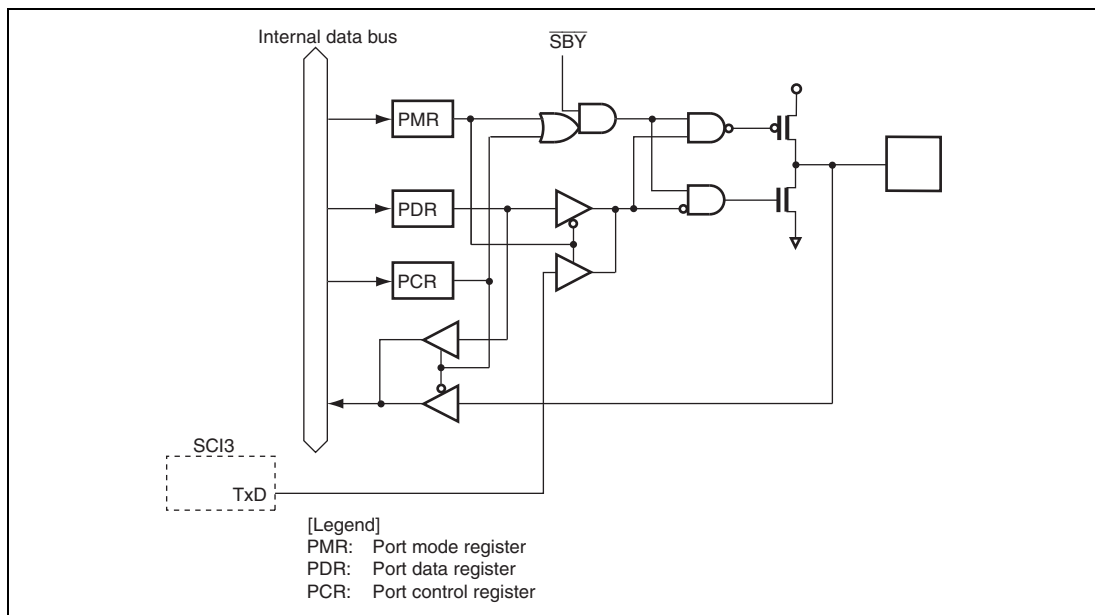 Internal data bus
SBY
PMR
PDR
PCR
SCI3
TxD
[Legend]
PMR: Port mode register
PDR: Port data register
PCR: Port control register